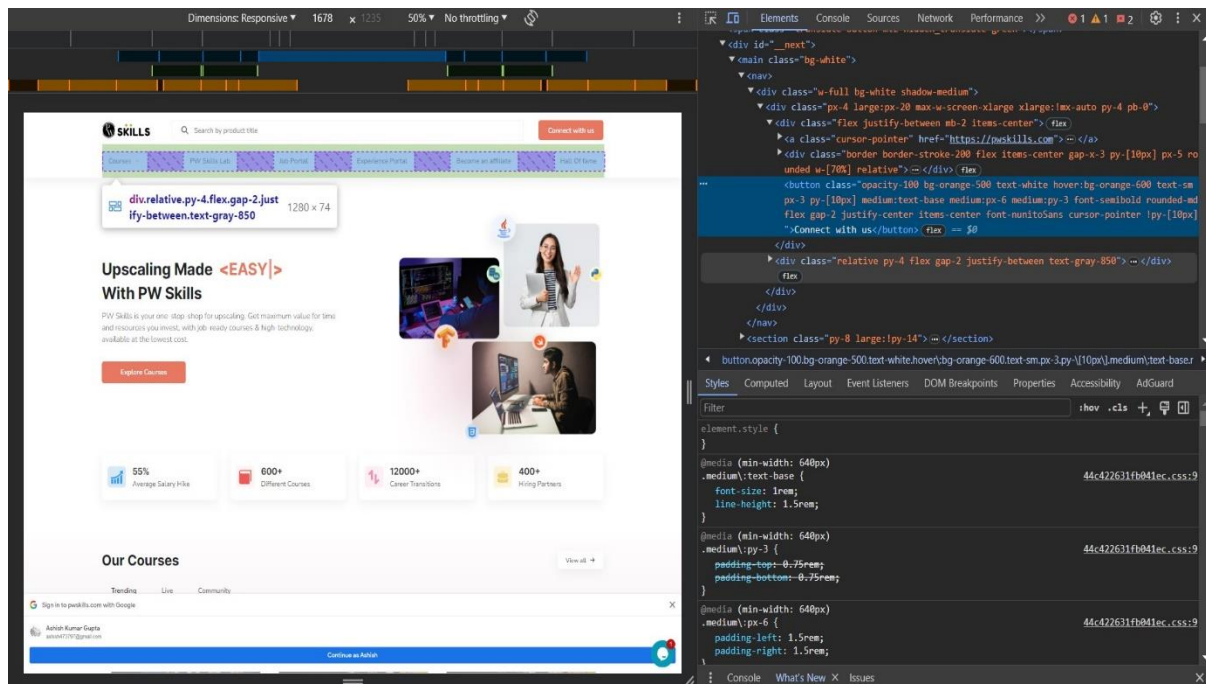 Dimensions: Responsive ▼ 1678 x 1235 50% ▼ No throttling ▼
SKILLS
Search by product title
Connect with us
Courses
PW Skills Lab
Job Portal
Experience Portal
Become an affiliate
Hall Of fame
div.relative.py-4.flex.gap-2.just
ify-between.text-gray-850
1280 × 74
Upscaling Made <EASY|>
With PW Skills
PW Skills is your one-stop-shop for upscaling. Get maximum value for time
and resources you invest, with job-ready courses & high-technology,
available at the lowest cost.
Explore Courses
55%
Average Salary Hike
600+
Different Courses
12000+
Career Transitions
400+
Hiring Partners
Our Courses
View all →
Trending Live Community
Sign in to pwskills.com with Google
Ashish Kumar Gupta
Continue as Ashish
Elements Console Sources Network Performance >> 1 1 2
<div id="__next">
<main class="bg-white">
<nav>
<div class="w-full bg-white shadow-medium">
<div class="px-4 large:px-20 max-w-screen-xlarge xlarge:!mx-auto py-4 pb-0">
<div class="flex justify-between mb-2 items-center"> flex
<a class="cursor-pointer" href="https://pwskills.com">⋯</a>
<div class="border border-stroke-200 flex items-center gap-x-3 py-[10px] px-5 ro
unded w-[70%] relative">⋯</div> flex
<button class="opacity-100 bg-orange-500 text-white hover:bg-orange-600 text-sm
px-3 py-[10px] medium:text-base medium:px-6 medium:py-3 font-semibold rounded-md
flex gap-2 justify-center items-center font-nunitoSans cursor-pointer !py-[10px]
">Connect with us</button> flex == $0
</div>
<div class="relative py-4 flex gap-2 justify-between text-gray-850">⋯</div>
flex
</div>
</div>
</nav>
<section class="py-8 large:!py-14">⋯</section>
button.opacity-100.bg-orange-500.text-white.hover\:bg-orange-600.text-sm.px-3.py-\[10px\].medium\:text-base.r
Styles Computed Layout Event Listeners DOM Breakpoints Properties Accessibility AdGuard
Filter :hov .cls
element.style {
}
@media (min-width: 640px)
.medium\:text-base { 44c422631fb041ec.css:9
font-size: 1rem;
line-height: 1.5rem;
}
@media (min-width: 640px)
.medium\:py-3 { 44c422631fb041ec.css:9
padding-top: 0.75rem;
padding-bottom: 0.75rem;
}
@media (min-width: 640px)
.medium\:px-6 { 44c422631fb041ec.css:9
padding-left: 1.5rem;
padding-right: 1.5rem;
}
Console What's New × Issues